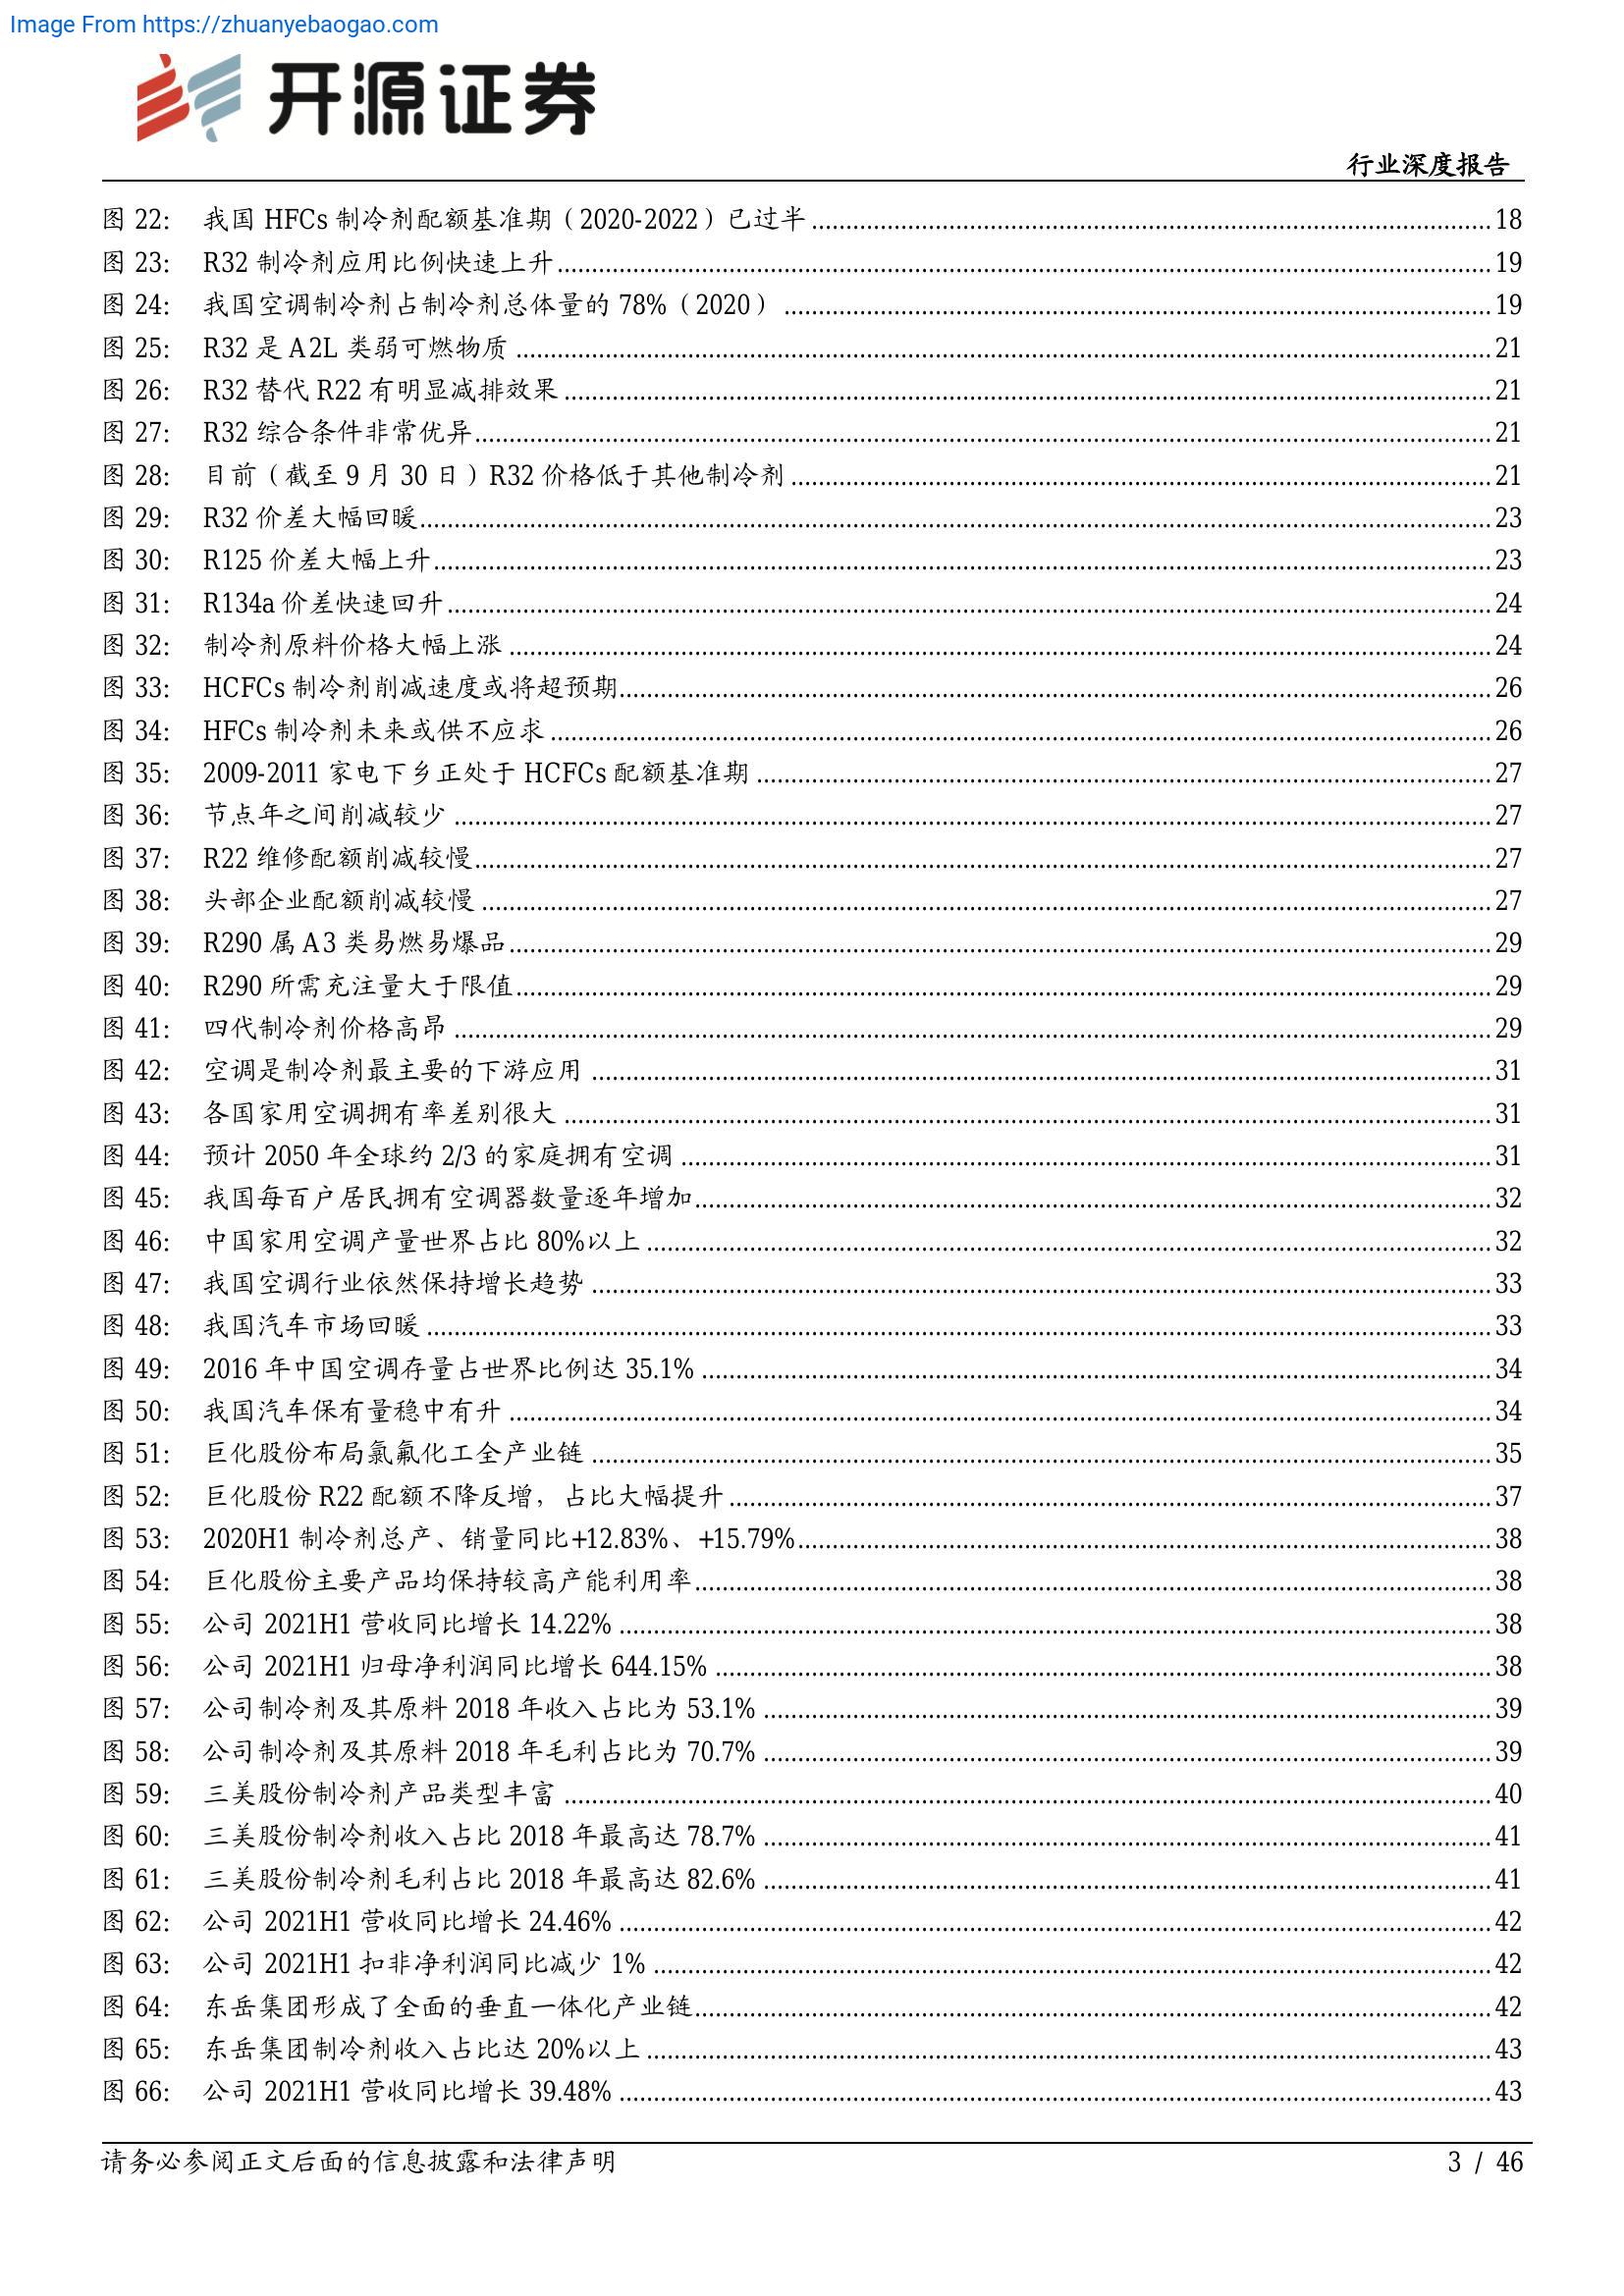 Image From https://zhuanyebaogao.com
开源证券
行业深度报告
图 22: 我国 HFCs 制冷剂配额基准期（2020-2022）已过半 18
图 23: R32 制冷剂应用比例快速上升 19
图 24: 我国空调制冷剂占制冷剂总体量的 78%（2020） 19
图 25: R32 是 A2L 类弱可燃物质 21
图 26: R32 替代 R22 有明显减排效果 21
图 27: R32 综合条件非常优异 21
图 28: 目前（截至 9 月 30 日）R32 价格低于其他制冷剂 21
图 29: R32 价差大幅回暖 23
图 30: R125 价差大幅上升 23
图 31: R134a 价差快速回升 24
图 32: 制冷剂原料价格大幅上涨 24
图 33: HCFCs 制冷剂削减速度或将超预期 26
图 34: HFCs 制冷剂未来或供不应求 26
图 35: 2009-2011 家电下乡正处于 HCFCs 配额基准期 27
图 36: 节点年之间削减较少 27
图 37: R22 维修配额削减较慢 27
图 38: 头部企业配额削减较慢 27
图 39: R290 属 A3 类易燃易爆品 29
图 40: R290 所需充注量大于限值 29
图 41: 四代制冷剂价格高昂 29
图 42: 空调是制冷剂最主要的下游应用 31
图 43: 各国家用空调拥有率差别很大 31
图 44: 预计 2050 年全球约 2/3 的家庭拥有空调 31
图 45: 我国每百户居民拥有空调器数量逐年增加 32
图 46: 中国家用空调产量世界占比 80%以上 32
图 47: 我国空调行业依然保持增长趋势 33
图 48: 我国汽车市场回暖 33
图 49: 2016 年中国空调存量占世界比例达 35.1% 34
图 50: 我国汽车保有量稳中有升 34
图 51: 巨化股份布局氯氟化工全产业链 35
图 52: 巨化股份 R22 配额不降反增，占比大幅提升 37
图 53: 2020H1 制冷剂总产、销量同比+12.83%、+15.79% 38
图 54: 巨化股份主要产品均保持较高产能利用率 38
图 55: 公司 2021H1 营收同比增长 14.22% 38
图 56: 公司 2021H1 归母净利润同比增长 644.15% 38
图 57: 公司制冷剂及其原料 2018 年收入占比为 53.1% 39
图 58: 公司制冷剂及其原料 2018 年毛利占比为 70.7% 39
图 59: 三美股份制冷剂产品类型丰富 40
图 60: 三美股份制冷剂收入占比 2018 年最高达 78.7% 41
图 61: 三美股份制冷剂毛利占比 2018 年最高达 82.6% 41
图 62: 公司 2021H1 营收同比增长 24.46% 42
图 63: 公司 2021H1 扣非净利润同比减少 1% 42
图 64: 东岳集团形成了全面的垂直一体化产业链 42
图 65: 东岳集团制冷剂收入占比达 20%以上 43
图 66: 公司 2021H1 营收同比增长 39.48% 43
请务必参阅正文后面的信息披露和法律声明 3 / 46